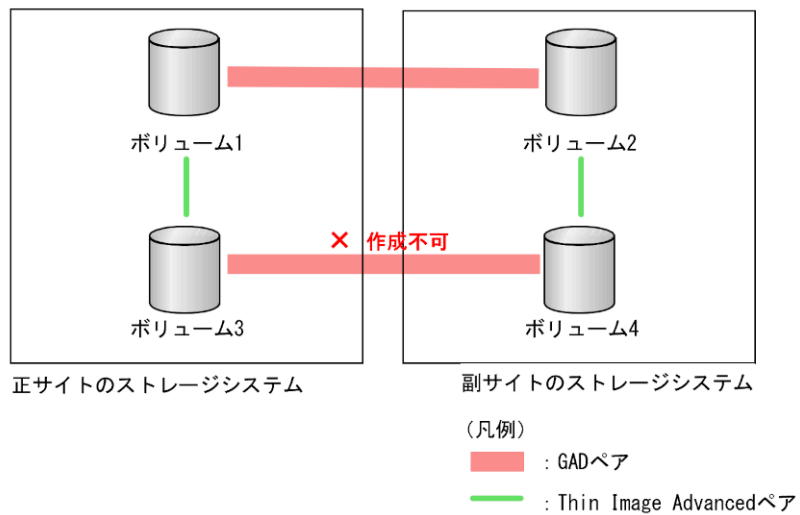 ボリューム1
ボリューム2
× 作成不可
ボリューム3
ボリューム4
正サイトのストレージシステム
副サイトのストレージシステム
（凡例）
：GADペア
：Thin Image Advancedペア